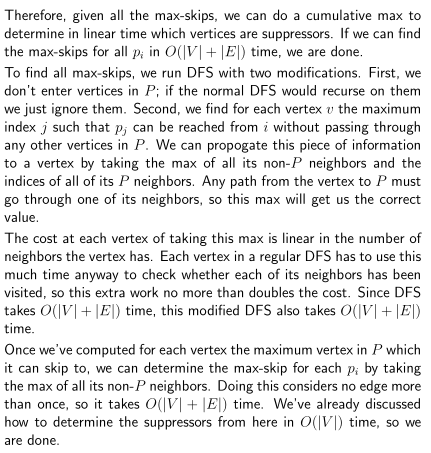 Therefore, given all the max-skips, we can do a cumulative max to
determine in linear time which vertices are suppressors. If we can find
the max-skips for all p_i in O(|V| + |E|) time, we are done.
To find all max-skips, we run DFS with two modifications. First, we
don't enter vertices in P; if the normal DFS would recurse on them
we just ignore them. Second, we find for each vertex v the maximum
index j such that p_j can be reached from i without passing through
any other vertices in P. We can propogate this piece of information
to a vertex by taking the max of all its non-P neighbors and the
indices of all of its P neighbors. Any path from the vertex to P must
go through one of its neighbors, so this max will get us the correct
value.
The cost at each vertex of taking this max is linear in the number of
neighbors the vertex has. Each vertex in a regular DFS has to use this
much time anyway to check whether each of its neighbors has been
visited, so this extra work no more than doubles the cost. Since DFS
takes O(|V| + |E|) time, this modified DFS also takes O(|V| + |E|)
time.
Once we've computed for each vertex the maximum vertex in P which
it can skip to, we can determine the max-skip for each p_i by taking
the max of all its non-P neighbors. Doing this considers no edge more
than once, so it takes O(|V| + |E|) time. We've already discussed
how to determine the suppressors from here in O(|V|) time, so we
are done.